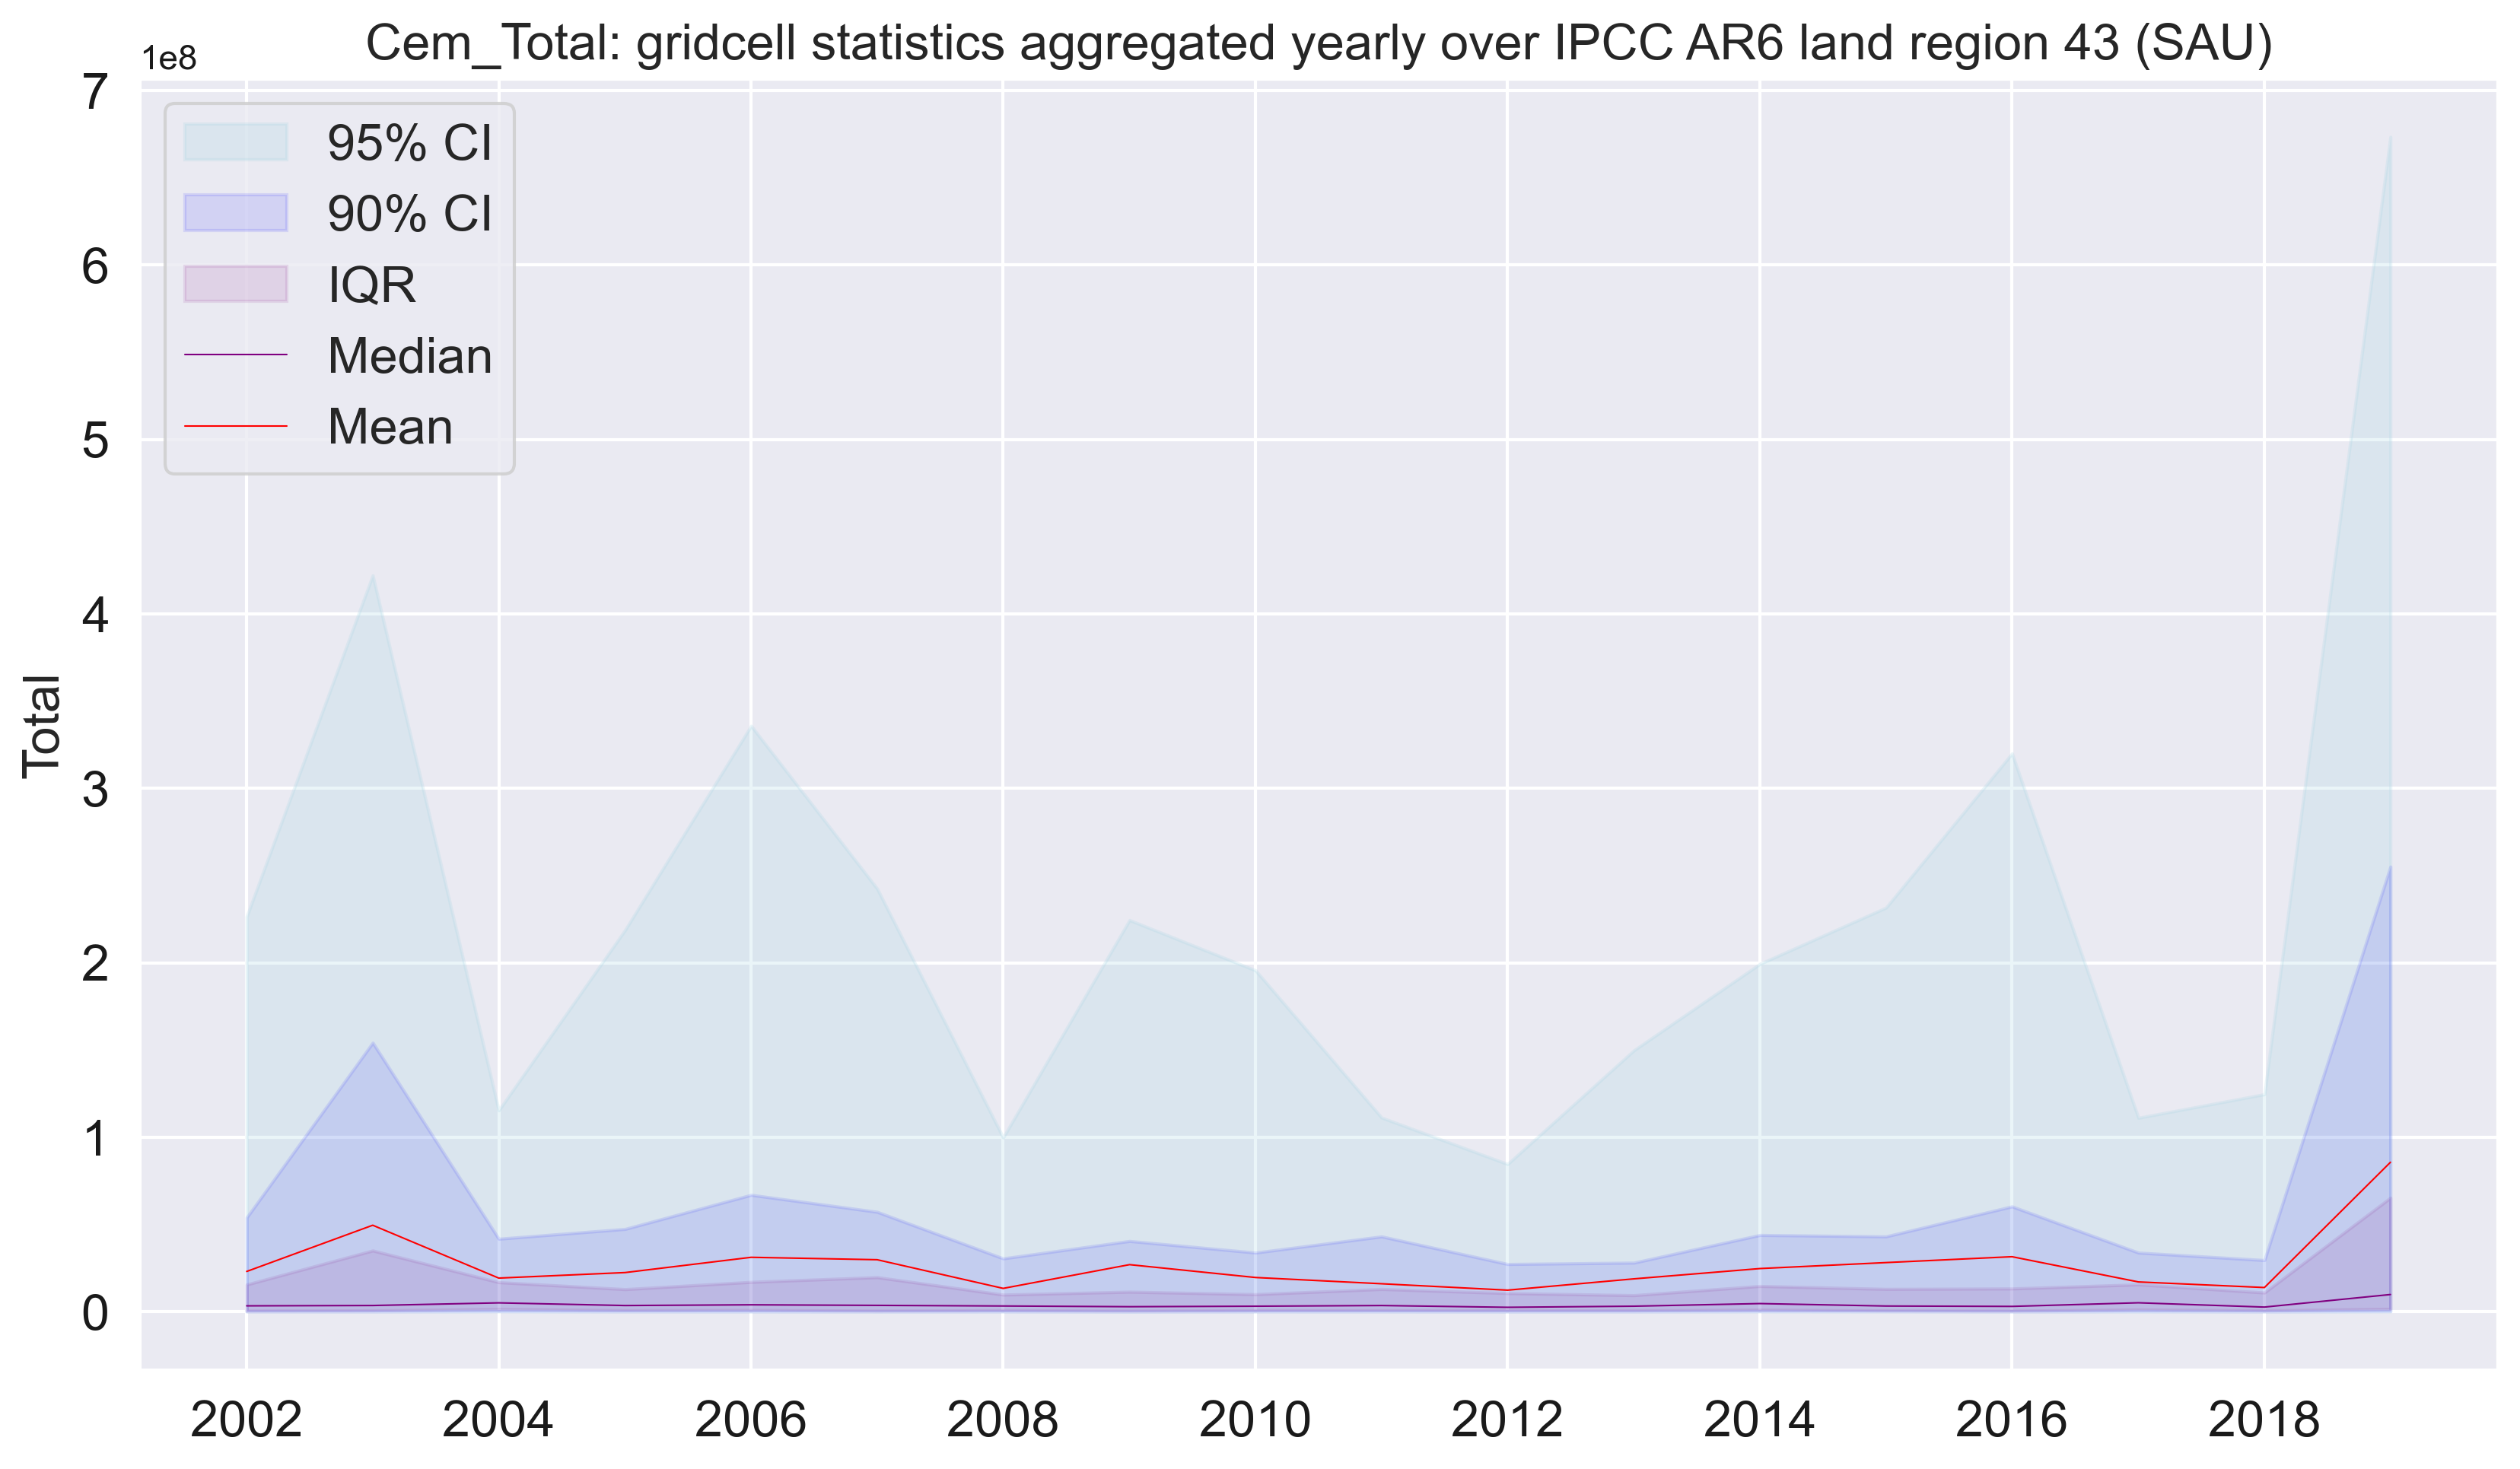 Cem_Total: gridcell statistics aggregated yearly over IPCC AR6 land region 43 (SAU)
1e8
7
6
5
4
3
2
1
0
Total
95% CI
90% CI
IQR
Median
Mean
2002 2004 2006 2008 2010 2012 2014 2016 2018